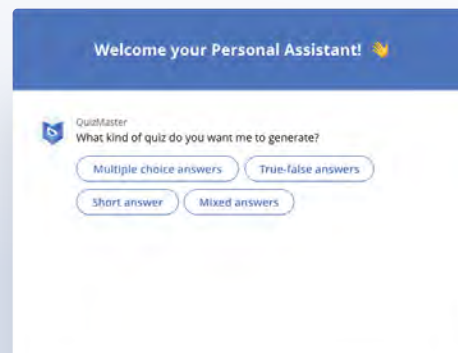 Welcome your Personal Assistant! 👋
QuizMaster
What kind of quiz do you want me to generate?
Multiple choice answers True-false answers
Short answer Mixed answers